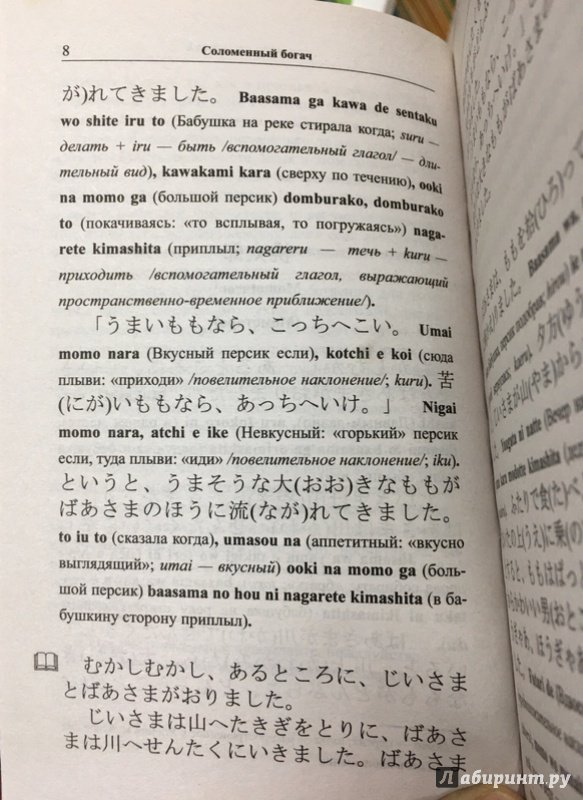 8 Соломенный богач
が)れてきました。 Baasama ga kawa de sentaku
wo shite iru to (Бабушка на реке стирала когда; suru —
делать + iru — быть /вспомогательный глагол/ — дли-
тельный вид), kawakami kara (сверху по течению), ooki
na momo ga (большой персик) domburako, domburako
to (покачиваясь: «то всплывая, то погружаясь») naga-
rete kimashita (приплыл; nagareru — течь + kuru —
приходить /вспомогательный глагол, выражающий
пространственно-временное приближение/).
「うまいももなら、こっちへこい。 Umai
momo nara (Вкусный персик если), kotchi e koi (сюда
плыви: «приходи» /повелительное наклонение/; kuru). 苦
(にが)いももなら、あっちへいけ。」 Nigai
momo nara, atchi e ike (Невкусный: «горький» персик
если, туда плыви: «иди» /повелительное наклонение/; iku).
というと、うまそうな大(おお)きなももが
ばあさまのほうに流(なが)れてきました。
to iu to (сказала когда), umasou na (аппетитный: «вкусно
выглядящий»; umai — вкусный) ooki na momo ga (боль-
шой персик) baasama no hou ni nagarete kimashita (в ба-
бушкину сторону приплыл).
むかしむかし、あるところに、じいさま
とばあさまがおりました。
じいさまは山へたきぎをとりに、ばあさ
まは川へせんたくにいきました。ばあさま
Лабиринт.ру